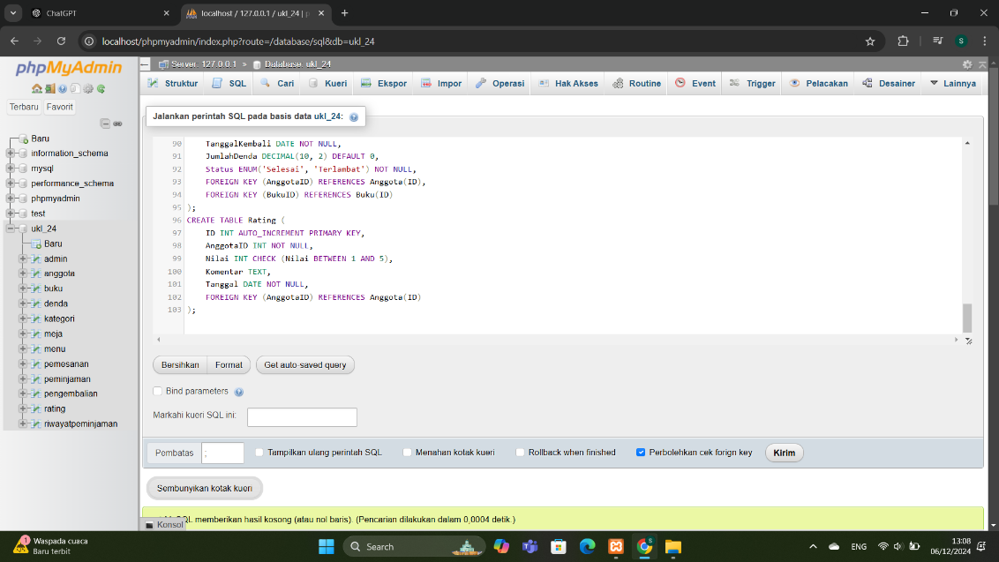 ChatGPT
localhost / 127.0.0.1 / ukl_24 | p
localhost/phpmyadmin/index.php?route=/database/sql&db=ukl_24
S
phpMyAdmin
Terbaru Favorit
Baru
information_schema
mysql
performance_schema
phpmyadmin
test
ukl_24
Baru
admin
anggota
buku
denda
kategori
meja
menu
pemesanan
peminjaman
pengembalian
rating
riwayatpeminjaman
Server: 127.0.0.1 » Database: ukl_24
Struktur SQL Cari Kueri Ekspor Impor Operasi Hak Akses Routine Event Trigger Pelacakan Desainer Lainnya
Jalankan perintah SQL pada basis data ukl_24:
90 TanggalKembali DATE NOT NULL,
91 JumlahDenda DECIMAL(10, 2) DEFAULT 0,
92 Status ENUM('Selesai', 'Terlambat') NOT NULL,
93 FOREIGN KEY (AnggotaID) REFERENCES Anggota(ID),
94 FOREIGN KEY (BukuID) REFERENCES Buku(ID)
95 );
96 CREATE TABLE Rating (
97 ID INT AUTO_INCREMENT PRIMARY KEY,
98 AnggotaID INT NOT NULL,
99 Nilai INT CHECK (Nilai BETWEEN 1 AND 5),
100 Komentar TEXT,
101 Tanggal DATE NOT NULL,
102 FOREIGN KEY (AnggotaID) REFERENCES Anggota(ID)
103 );
Bersihkan Format Get auto-saved query
Bind parameters
Markahi kueri SQL ini:
Pembatas ; Tampilkan ulang perintah SQL Menahan kotak kueri Rollback when finished Perbolehkan cek forign key Kirim
Sembunyikan kotak kueri
SQL memberikan hasil kosong (atau nol baris). (Pencarian dilakukan dalam 0,0004 detik.)
Konsol
1
Waspada cuaca
Baru terbit
Search
S
ENG
13:08
06/12/2024